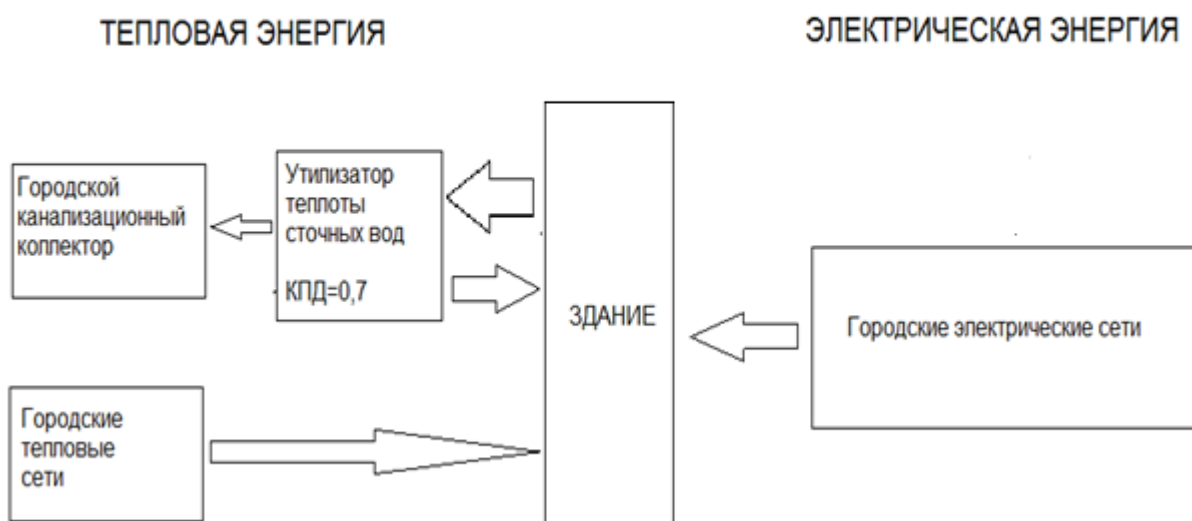 ТЕПЛОВАЯ ЭНЕРГИЯ
ЭЛЕКТРИЧЕСКАЯ ЭНЕРГИЯ
Городской
канализационный
коллектор
Утилизатор
теплоты
сточных вод
КПД=0,7
ЗДАНИЕ
Городские электрические сети
Городские
тепловые
сети